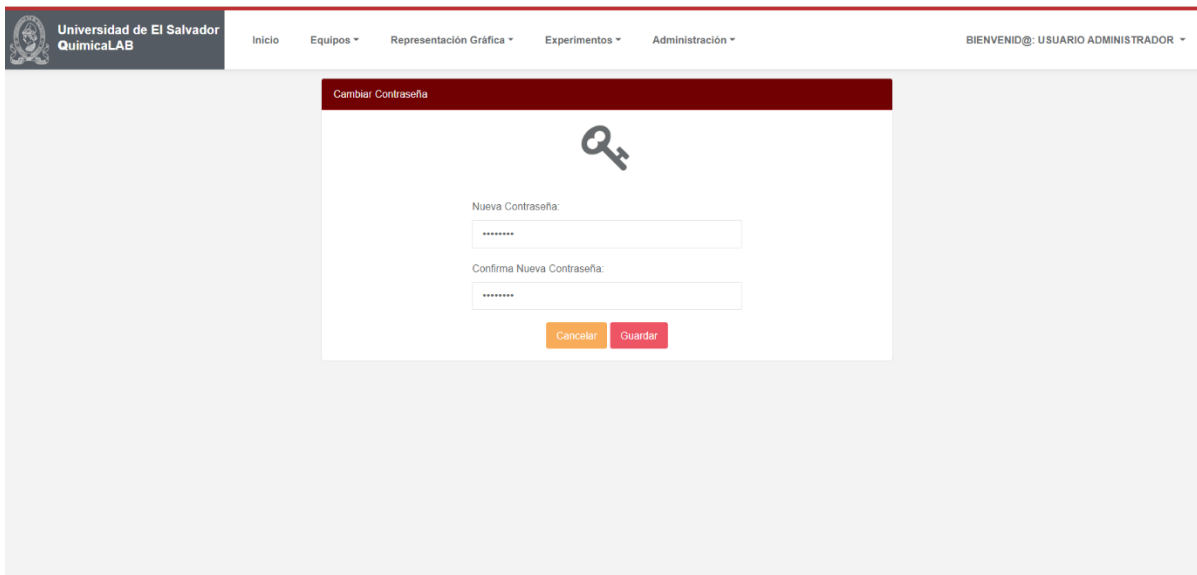 Universidad de El Salvador
QuimicaLAB
Inicio
Equipos
Representación Gráfica
Experimentos
Administración
BIENVENID@: USUARIO ADMINISTRADOR
Cambiar Contraseña
Nueva Contraseña:
••••••••
Confirma Nueva Contraseña:
••••••••
Cancelar
Guardar